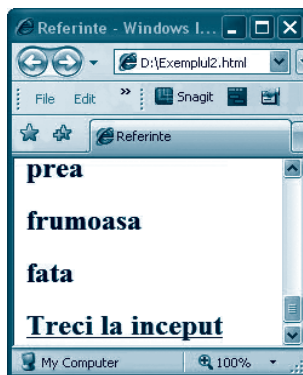 Referinte - Windows I...
D:\Exemplul2.html
File Edit » Snagit
Referinte
prea
frumoasa
fata
Treci la inceput
My Computer 100%